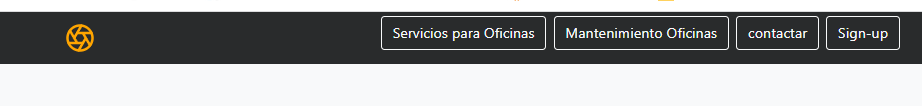 Servicios para Oficinas
Mantenimiento Oficinas
contactar
Sign-up